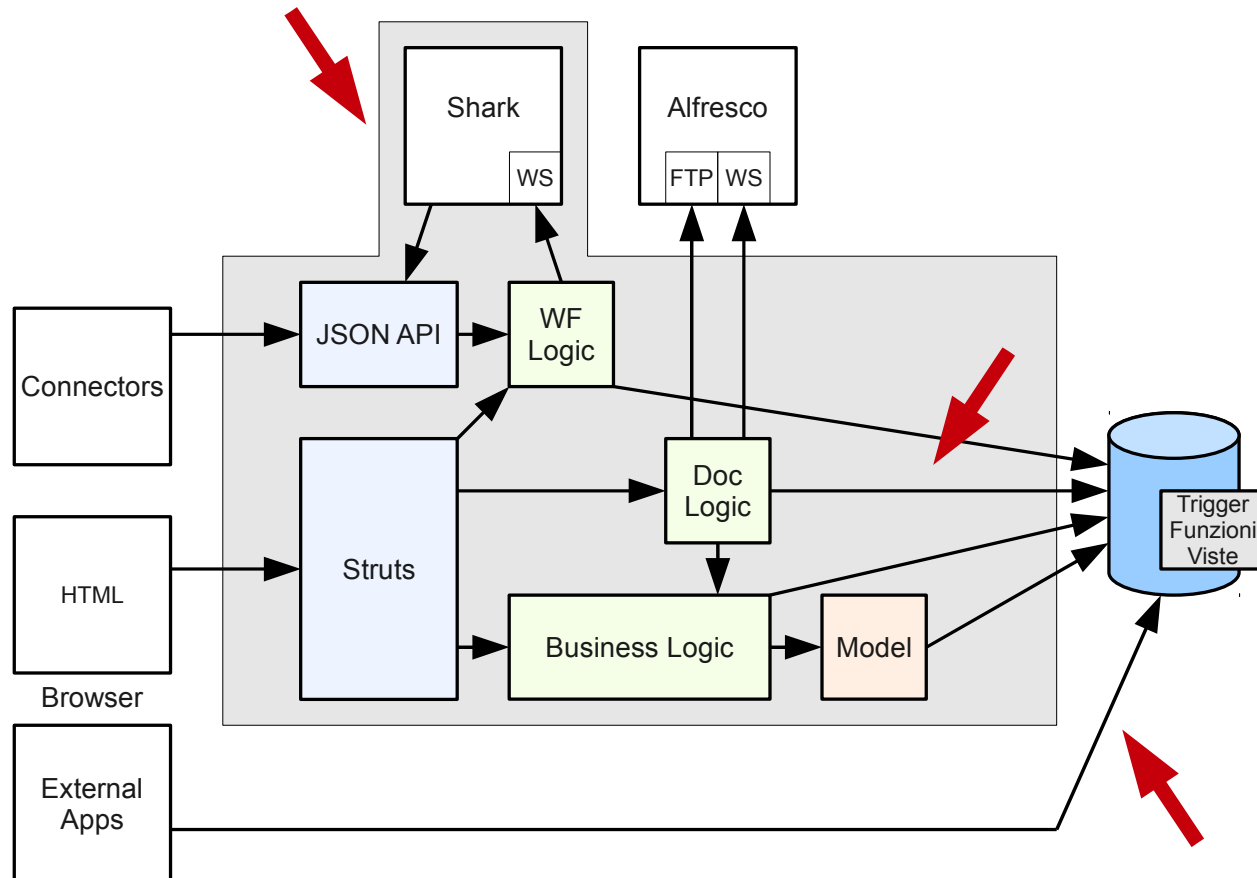 Shark
WS
Alfresco
FTP
WS
JSON API
WF
Logic
Connectors
Doc
Logic
Trigger
Funzioni
Viste
Struts
HTML
Business Logic
Model
Browser
External
Apps